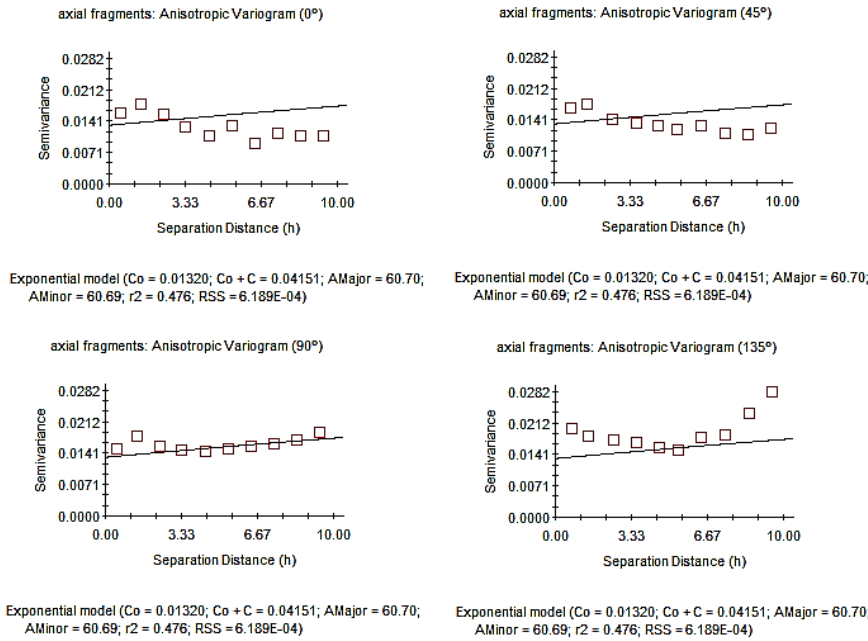 axial fragments: Anisotropic Variogram (0º)
0.0282
0.0212
0.0141
0.0071
0.0000
Semivariance
0.00 3.33 6.67 10.00
Separation Distance (h)
Exponential model (Co = 0.01320; Co + C = 0.04151; AMajor = 60.70;
AMinor = 60.69; r2 = 0.476; RSS = 6.189E-04)
axial fragments: Anisotropic Variogram (45º)
0.0282
0.0212
0.0141
0.0071
0.0000
Semivariance
0.00 3.33 6.67 10.00
Separation Distance (h)
Exponential model (Co = 0.01320; Co + C = 0.04151; AMajor = 60.70;
AMinor = 60.69; r2 = 0.476; RSS = 6.189E-04)
axial fragments: Anisotropic Variogram (90º)
0.0282
0.0212
0.0141
0.0071
0.0000
Semivariance
0.00 3.33 6.67 10.00
Separation Distance (h)
Exponential model (Co = 0.01320; Co + C = 0.04151; AMajor = 60.70;
AMinor = 60.69; r2 = 0.476; RSS = 6.189E-04)
axial fragments: Anisotropic Variogram (135º)
0.0282
0.0212
0.0141
0.0071
0.0000
Semivariance
0.00 3.33 6.67 10.00
Separation Distance (h)
Exponential model (Co = 0.01320; Co + C = 0.04151; AMajor = 60.70;
AMinor = 60.69; r2 = 0.476; RSS = 6.189E-04)